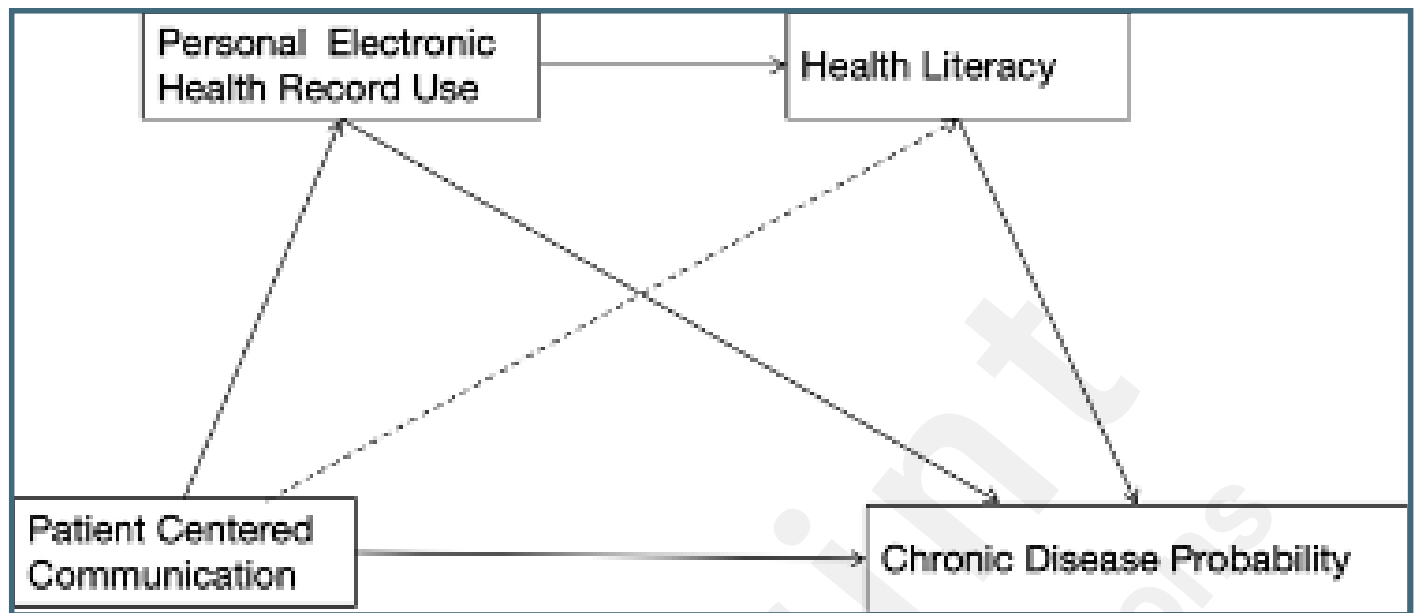 Personal Electronic
Health Record Use
Health Literacy
Patient Centered
Communication
Chronic Disease Probability